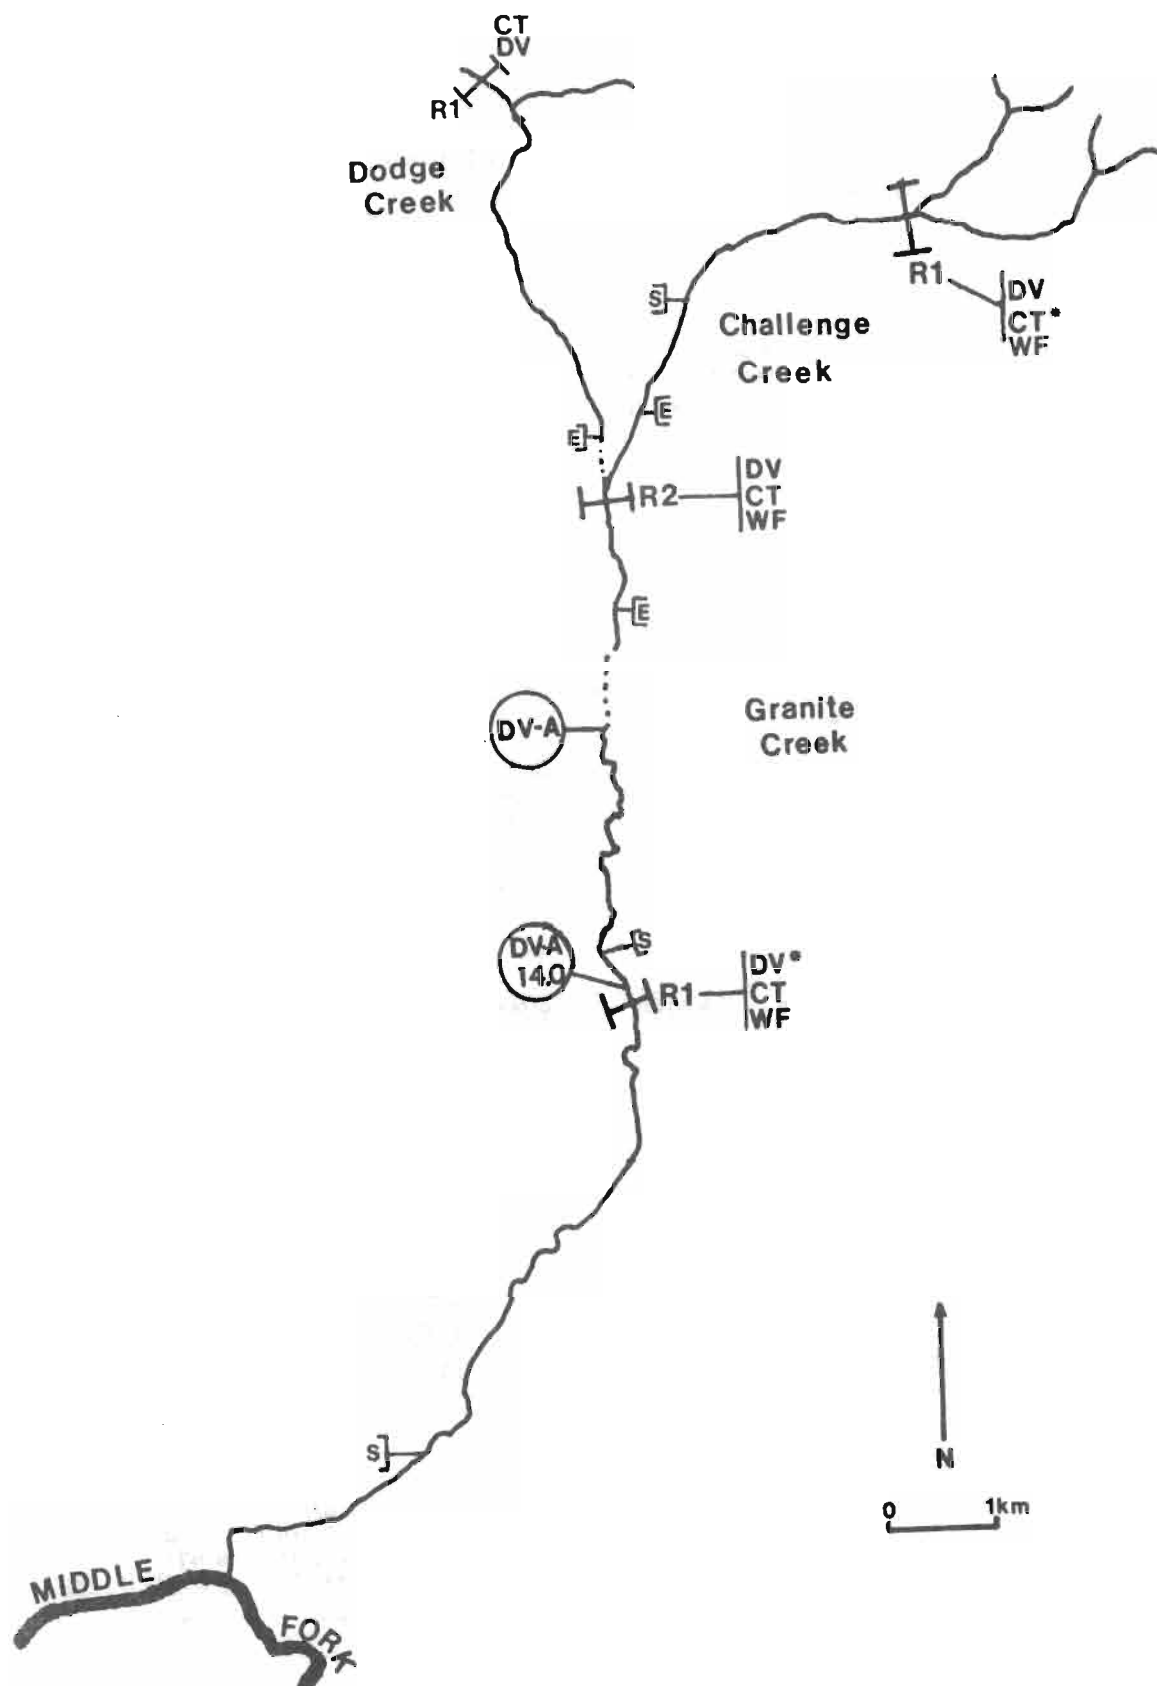 CT
DV
R1
Dodge
Creek
R1
DV
CT*
WF
S
Challenge
Creek
E
E
R2
DV
CT
WF
E
DV-A
Granite
Creek
DV-A
14.0
S
R1
DV*
CT
WF
S
N
0 1km
MIDDLE
FORK